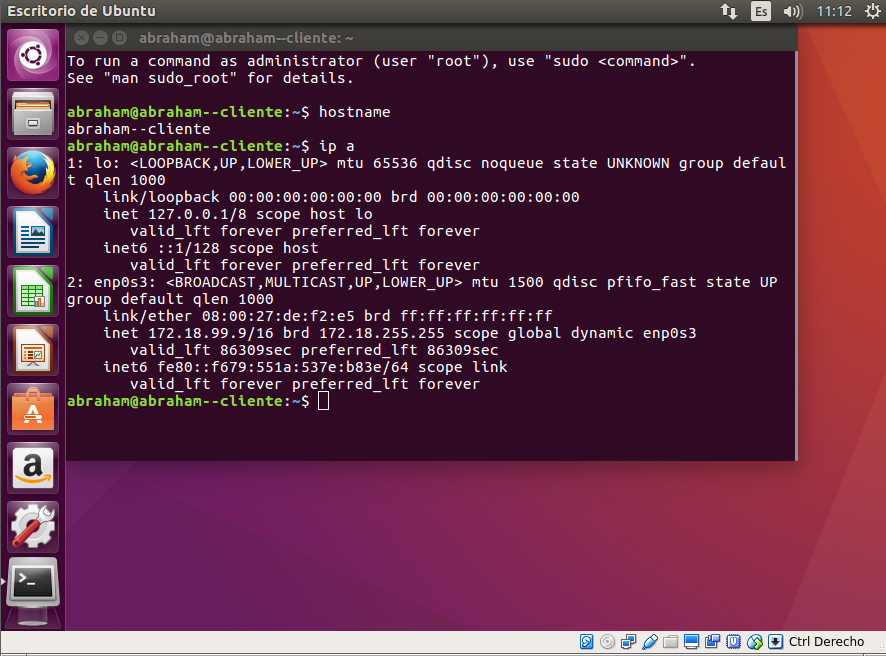 Escritorio de Ubuntu
Es
11:12
abraham@abraham--cliente: ~
To run a command as administrator (user "root"), use "sudo <command>".
See "man sudo_root" for details.
abraham@abraham--cliente:~$ hostname
abraham--cliente
abraham@abraham--cliente:~$ ip a
1: lo: <LOOPBACK,UP,LOWER_UP> mtu 65536 qdisc noqueue state UNKNOWN group defaul
t qlen 1000
link/loopback 00:00:00:00:00:00 brd 00:00:00:00:00:00
inet 127.0.0.1/8 scope host lo
valid_lft forever preferred_lft forever
inet6 ::1/128 scope host
valid_lft forever preferred_lft forever
2: enp0s3: <BROADCAST,MULTICAST,UP,LOWER_UP> mtu 1500 qdisc pfifo_fast state UP
group default qlen 1000
link/ether 08:00:27:de:f2:e5 brd ff:ff:ff:ff:ff:ff
inet 172.18.99.9/16 brd 172.18.255.255 scope global dynamic enp0s3
valid_lft 86309sec preferred_lft 86309sec
inet6 fe80::f679:551a:537e:b83e/64 scope link
valid_lft forever preferred_lft forever
abraham@abraham--cliente:~$
Ctrl Derecho